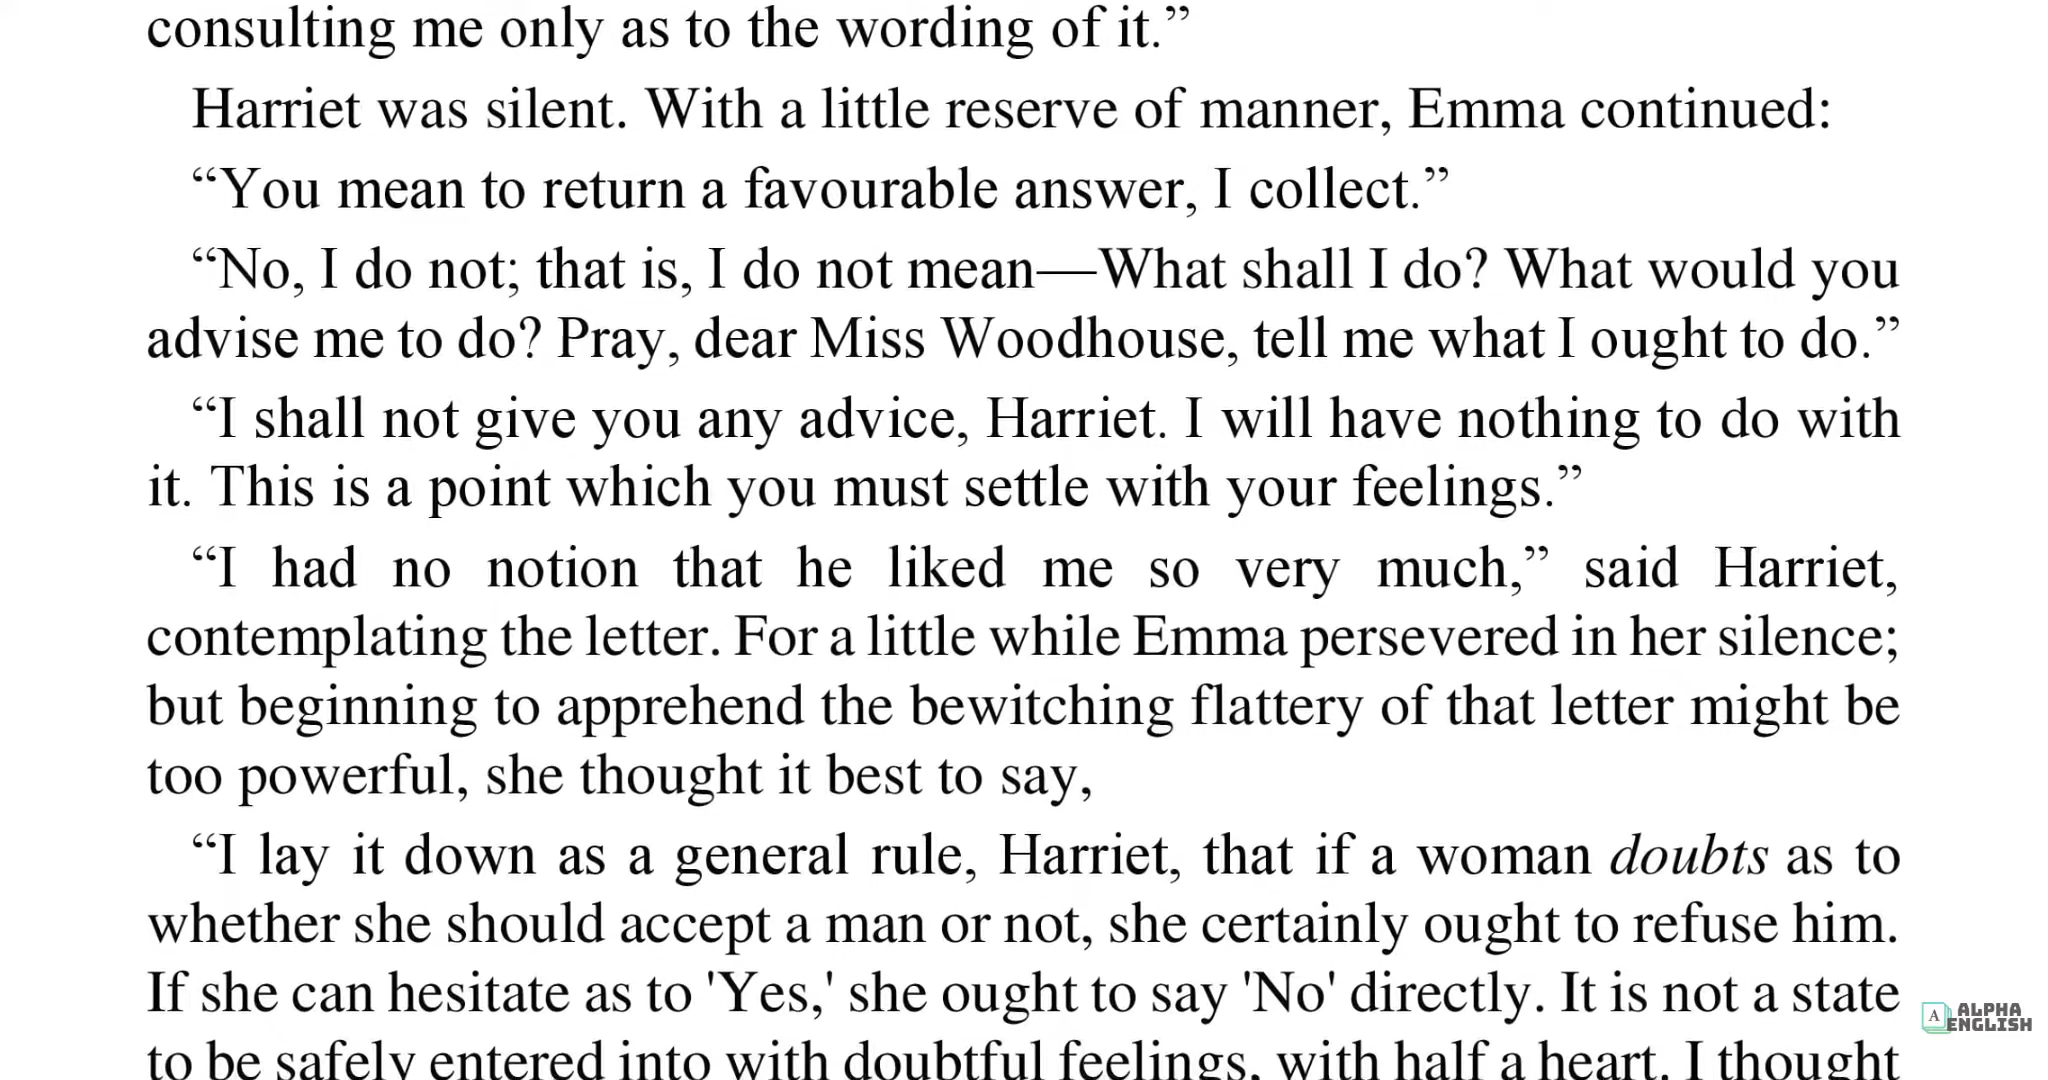 consulting me only as to the wording of it.”
Harriet was silent. With a little reserve of manner, Emma continued:
“You mean to return a favourable answer, I collect.”
“No, I do not; that is, I do not mean—What shall I do? What would you
advise me to do? Pray, dear Miss Woodhouse, tell me what I ought to do.”
“I shall not give you any advice, Harriet. I will have nothing to do with
it. This is a point which you must settle with your feelings.”
“I had no notion that he liked me so very much,” said Harriet,
contemplating the letter. For a little while Emma persevered in her silence;
but beginning to apprehend the bewitching flattery of that letter might be
too powerful, she thought it best to say,
“I lay it down as a general rule, Harriet, that if a woman doubts as to
whether she should accept a man or not, she certainly ought to refuse him.
If she can hesitate as to 'Yes,' she ought to say 'No' directly. It is not a state
to be safely entered into with doubtful feelings, with half a heart. I thought
A ALPHA
ENGLISH